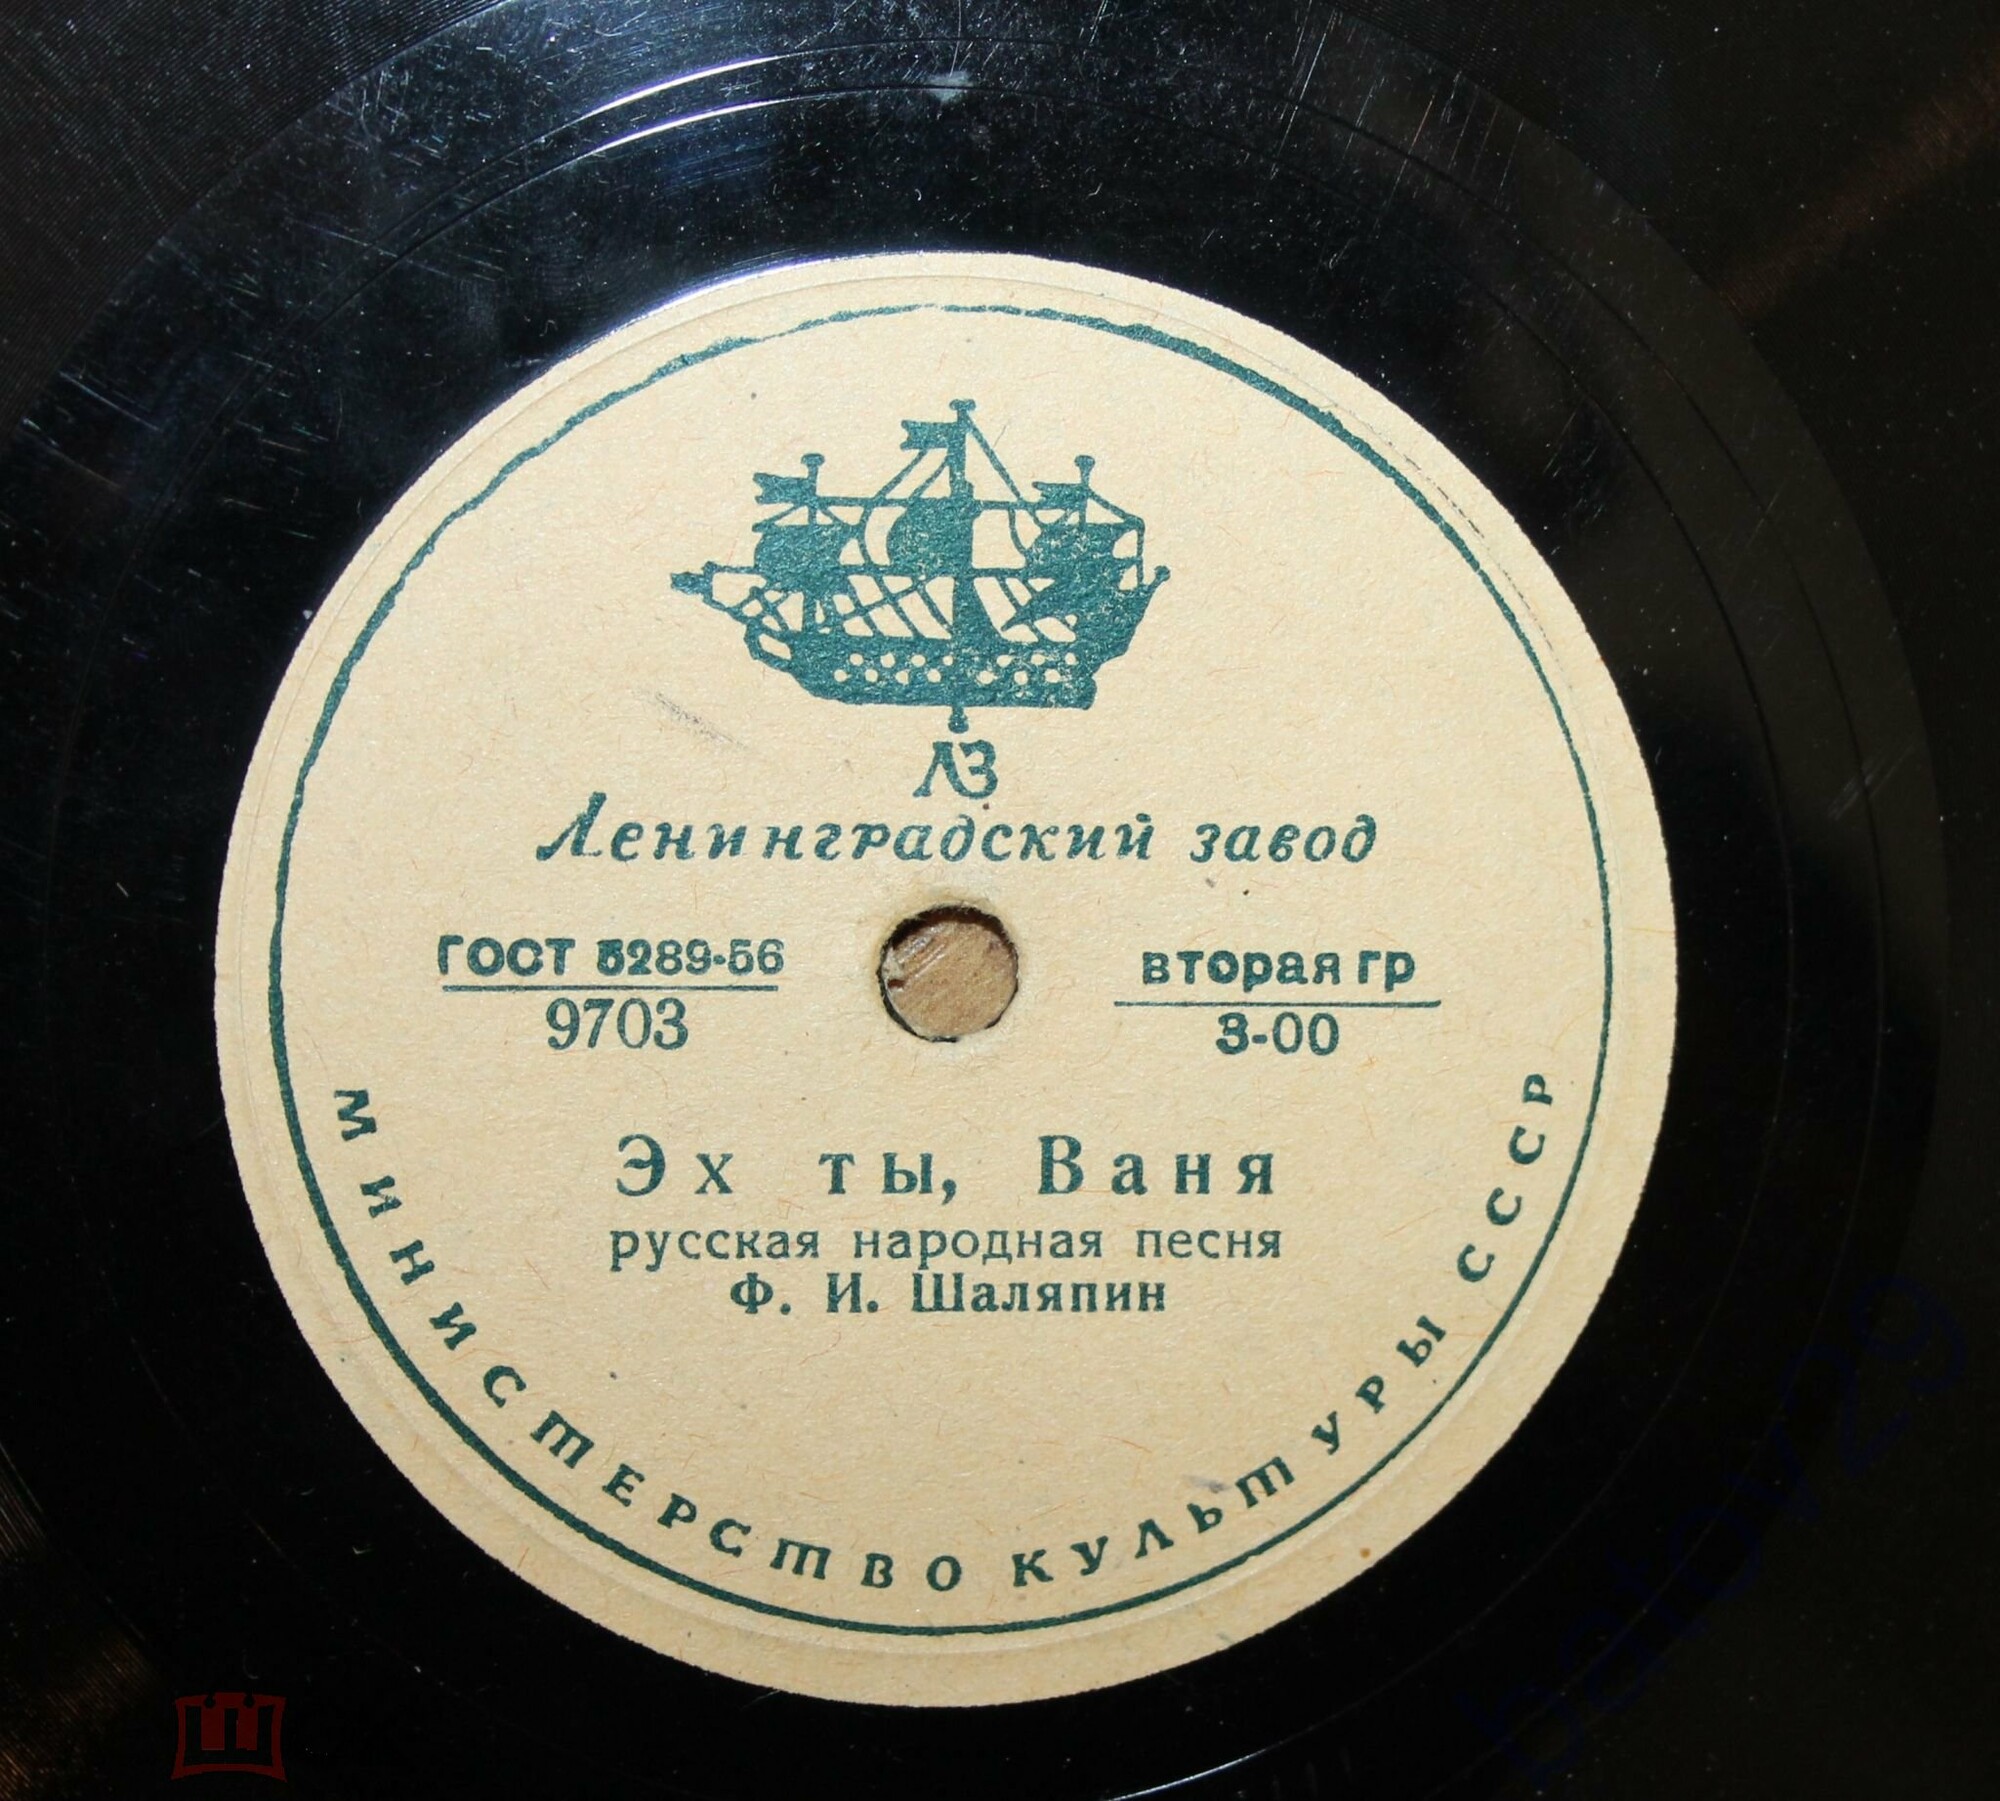 ЛЗ
Ленинградский завод
ГОСТ 5289-56
9703
вторая гр
3-00
Эх ты, Ваня
русская народная песня
Ф. И. Шаляпин
МИНИСТЕРСТВО КУЛЬТУРЫ СССР